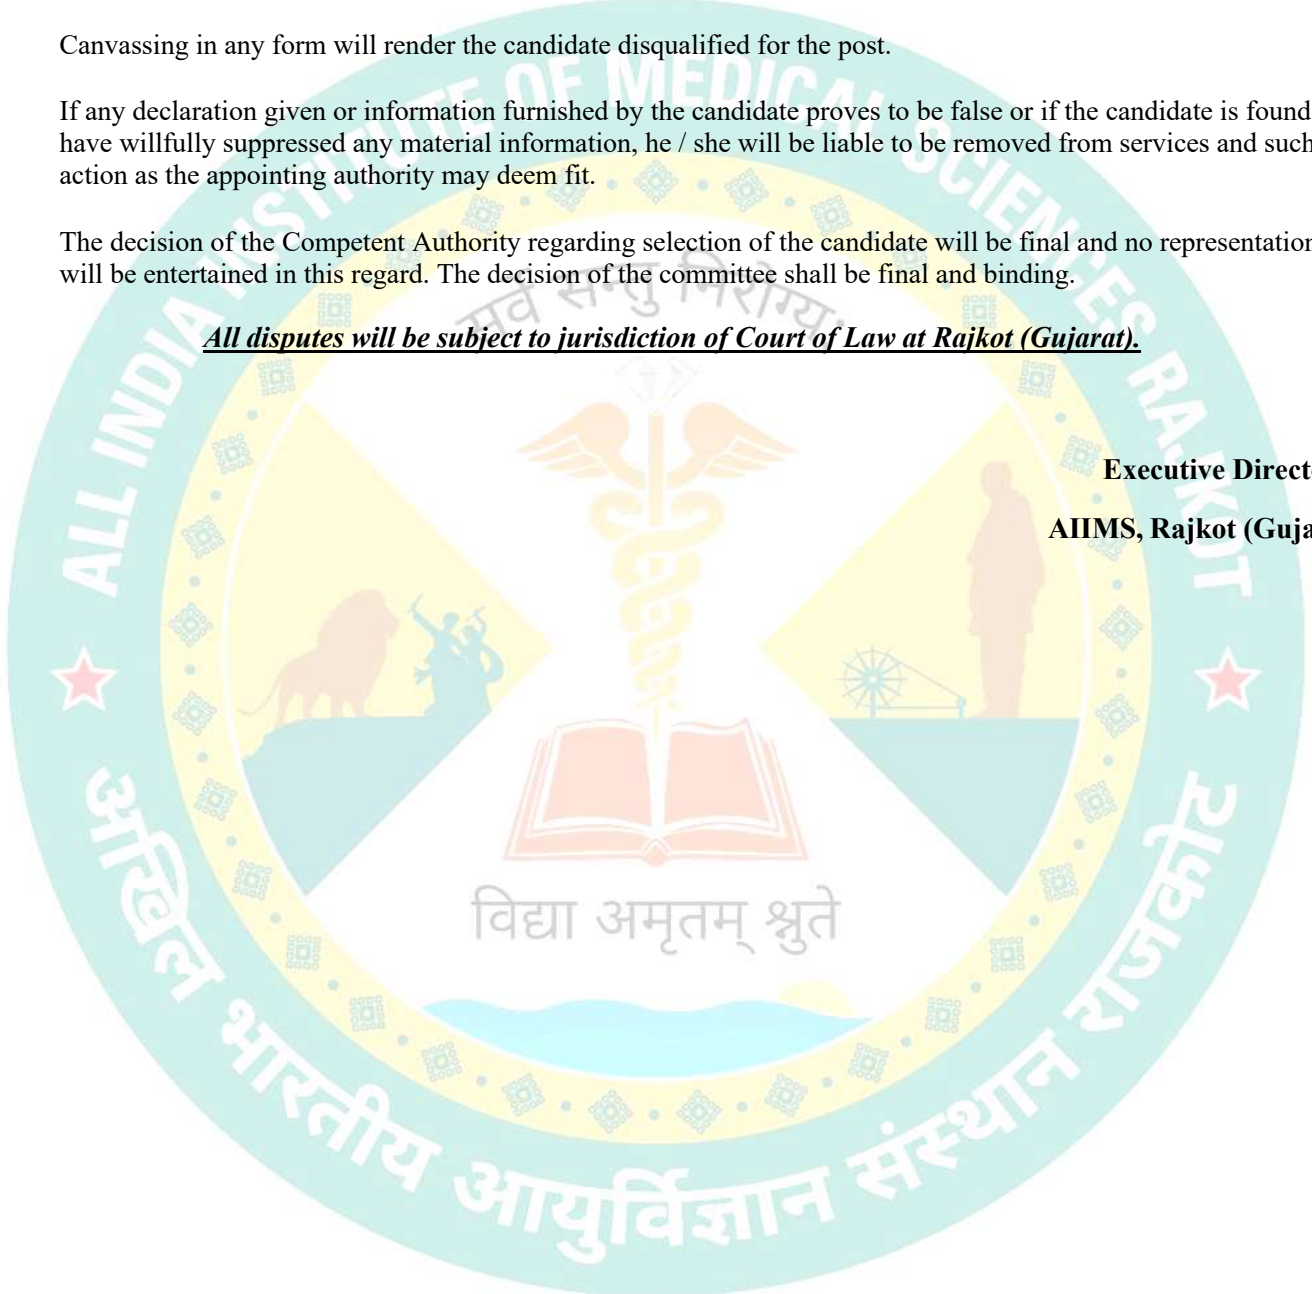 Canvassing in any form will render the candidate disqualified for the post.
If any declaration given or information furnished by the candidate proves to be false or if the candidate is found
have willfully suppressed any material information, he / she will be liable to be removed from services and such
action as the appointing authority may deem fit.
The decision of the Competent Authority regarding selection of the candidate will be final and no representation
will be entertained in this regard. The decision of the committee shall be final and binding.
सर्वे सन्तु निरोग्यः
All disputes will be subject to jurisdiction of Court of Law at Rajkot (Gujarat).
Executive Direct
AIIMS, Rajkot (Guja
ALL INDIA INSTITUTE OF MEDICAL SCIENCES RAJKOT
विद्या अमृतम् श्रुते
अखिल भारतीय आयुर्विज्ञान संस्थान राजकोट